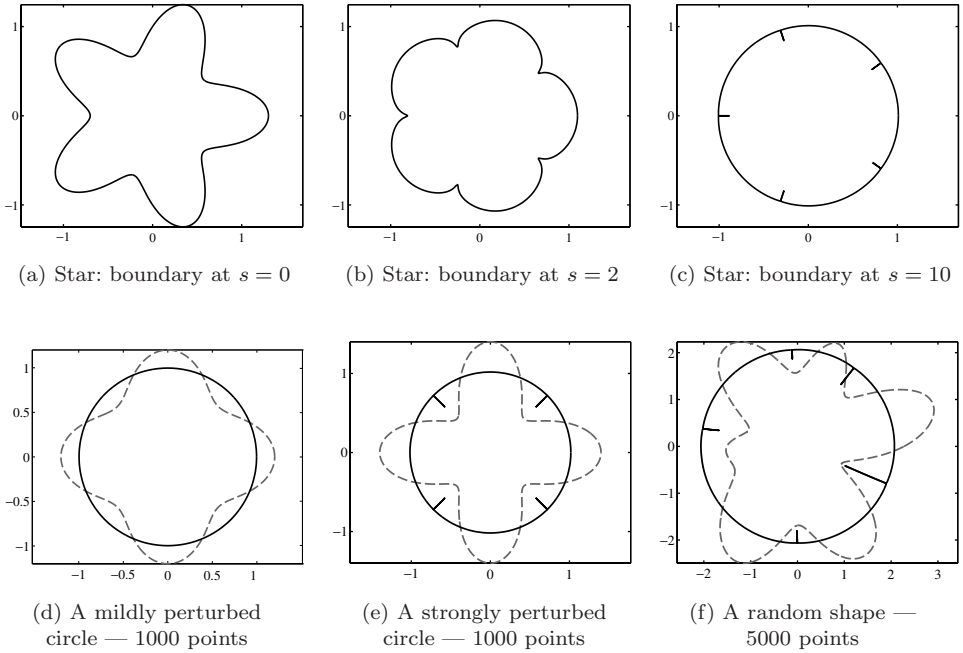 1
0
−1
−1 0 1
1
0
−1
−1 0 1
1
0
−1
−1 0 1
(a) Star: boundary at s = 0
(b) Star: boundary at s = 2
(c) Star: boundary at s = 10
1
0.5
0
−0.5
−1
−1 −0.5 0 0.5 1
1
0
−1
−1 0 1
2
1
0
−1
−2
−2 −1 0 1 2 3
(d) A mildly perturbed
circle — 1000 points
(e) A strongly perturbed
circle — 1000 points
(f) A random shape —
5000 points